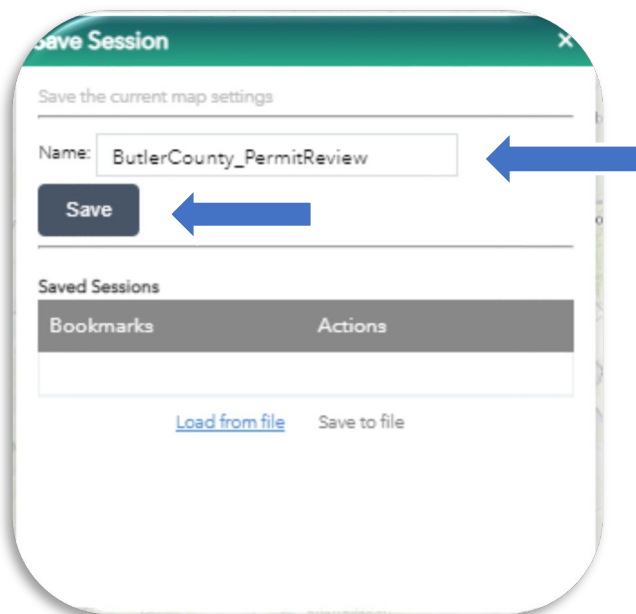 Save Session
Save the current map settings
Name: ButlerCounty_PermitReview
Save
Saved Sessions
Bookmarks Actions
Load from file Save to file